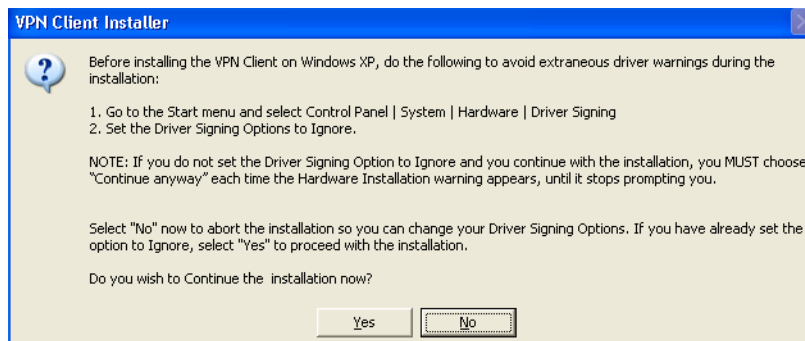 VPN Client Installer
Before installing the VPN Client on Windows XP, do the following to avoid extraneous driver warnings during the
installation:
1. Go to the Start menu and select Control Panel | System | Hardware | Driver Signing
2. Set the Driver Signing Options to Ignore.
NOTE: If you do not set the Driver Signing Option to Ignore and you continue with the installation, you MUST choose
"Continue anyway" each time the Hardware Installation warning appears, until it stops prompting you.
Select "No" now to abort the installation so you can change your Driver Signing Options. If you have already set the
option to Ignore, select "Yes" to proceed with the installation.
Do you wish to Continue the  installation now?
Yes
No